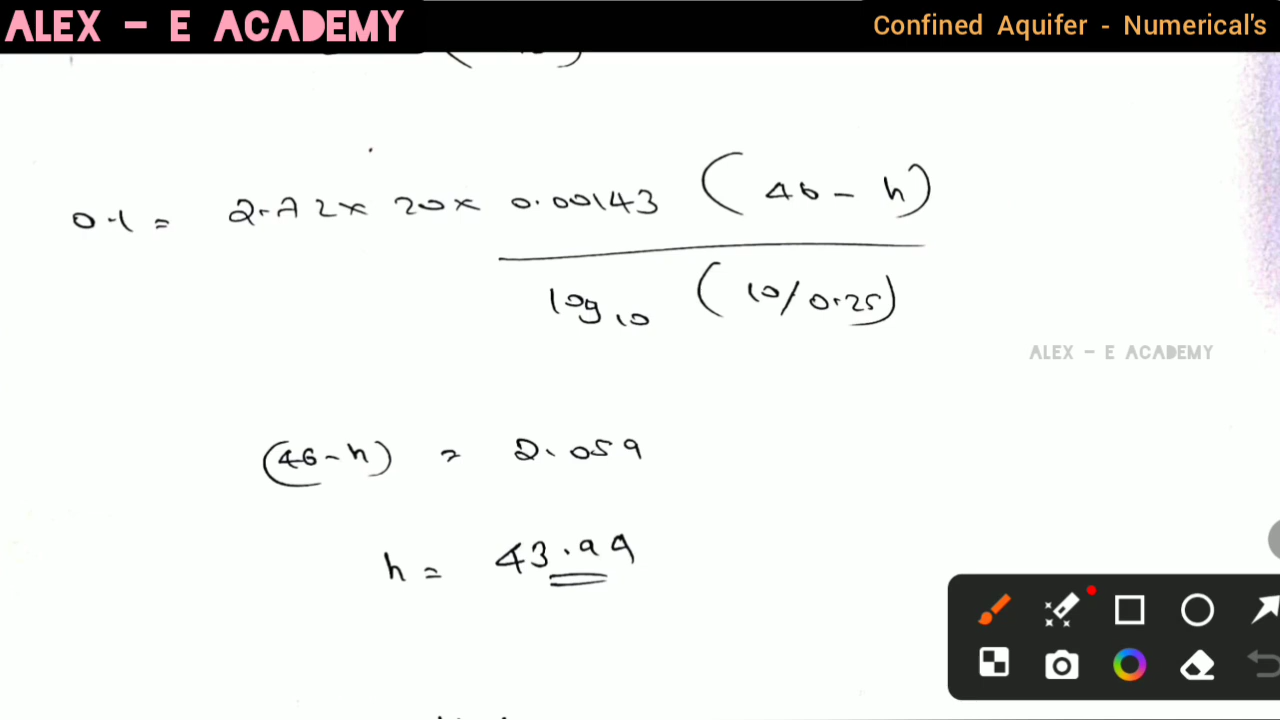 ALEX - E ACADEMY
Confined Aquifer - Numerical's
0.1 = 2.72 x 20 x 0.00143 (46 - h)
log10 (10/0.25)
ALEX - E ACADEMY
(46 - h) = 2.059
h = 43.94